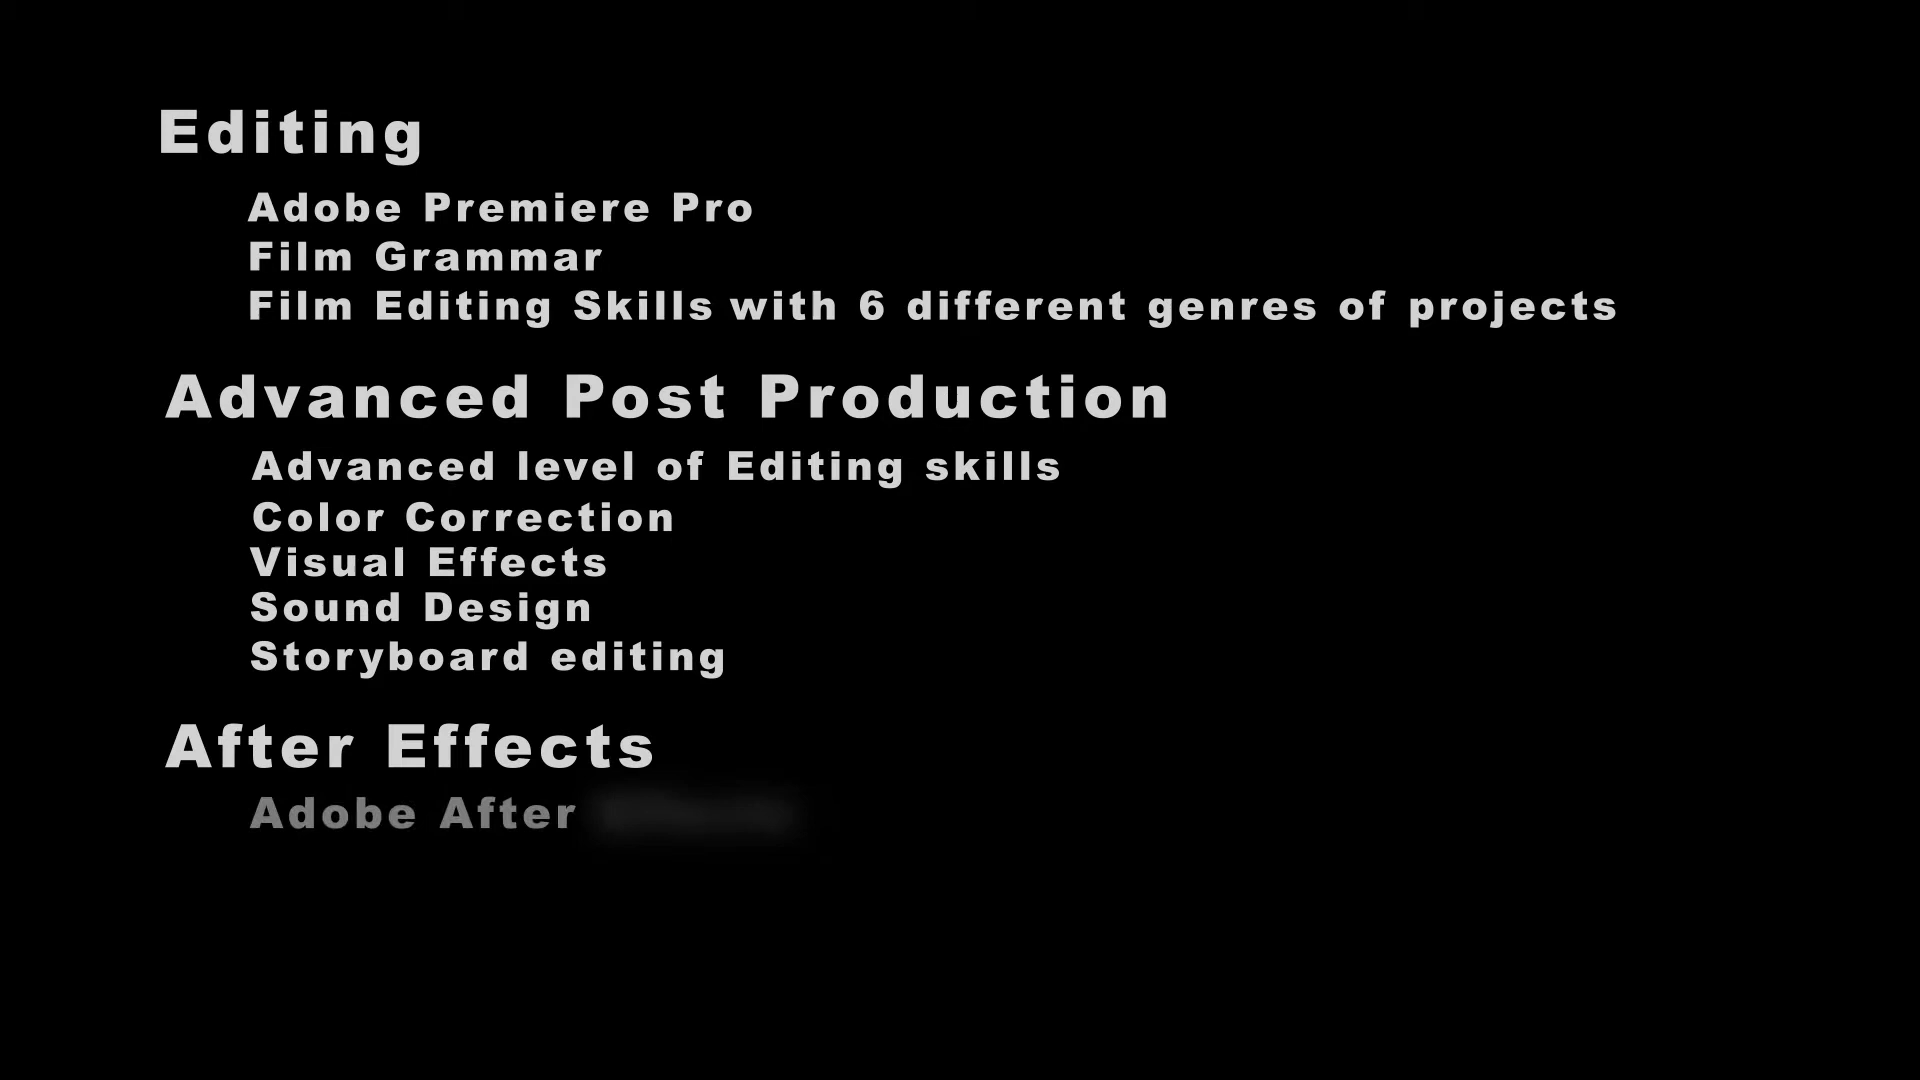 Editing
Adobe Premiere Pro
Film Grammar
Film Editing Skills with 6 different genres of projects
Advanced Post Production
Advanced level of Editing skills
Color Correction
Visual Effects
Sound Design
Storyboard editing
After Effects
Adobe After